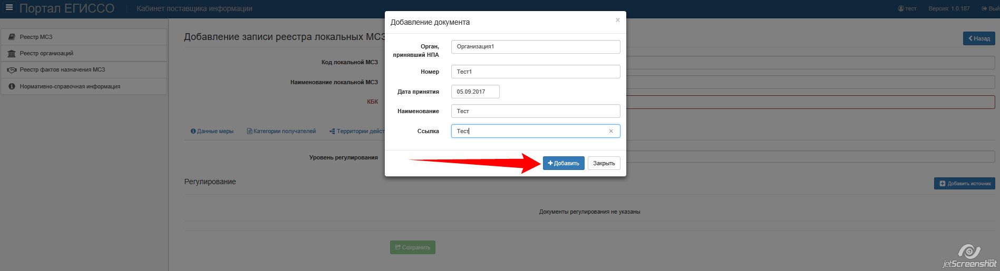 Портал ЕГИССО
Кабинет поставщика информации
тест
Версия: 1.0.187
Вый
Реестр МСЗ
Реестр организаций
Реестр фактов назначения МСЗ
Нормативно-справочная информация
Добавление записи реестра локальных МСЗ
Назад
Код локальной МСЗ
Наименование локальной МСЗ
КБК
Данные меры
Категории получателей
Территории дейст
Уровень регулирования
Регулирование
Добавить источник
Документы регулирования не указаны
Сохранить
Добавление документа
×
Орган,
принявший НПА
Организация1
Номер
Тест1
Дата принятия
05.09.2017
Наименование
Тест
Ссылка
Тест
Добавить
Закрыть
jetScreenshot.com